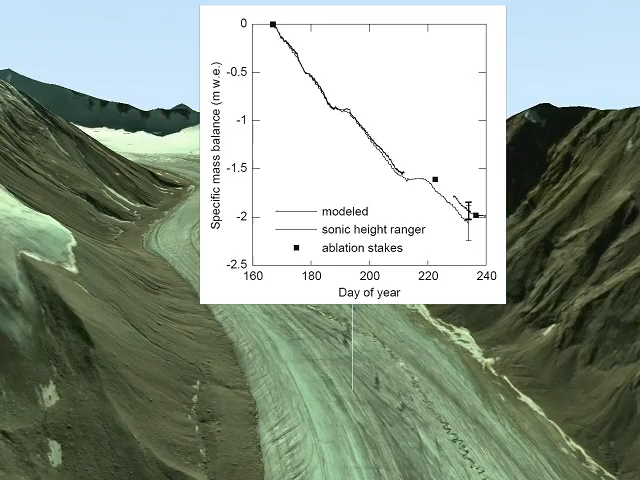 0
-0.5
-1
-1.5
-2
-2.5
Specific mass balance (m w.e.)
modeled
sonic height ranger
ablation stakes
160 180 200 220 240
Day of year